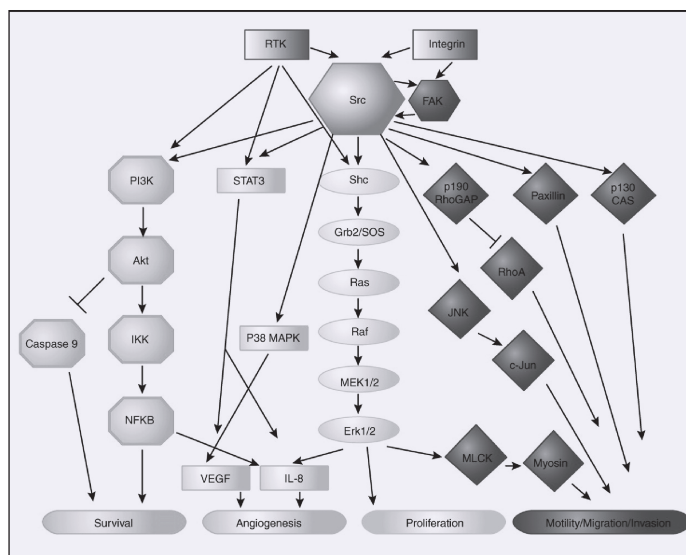 RTK
Integrin
Src
FAK
PI3K
STAT3
Shc
p190
RhoGAP
Paxillin
p130
CAS
Grb2/SOS
Akt
RhoA
Ras
JNK
Caspase 9
IKK
P38 MAPK
Raf
c-Jun
MEK1/2
NFKB
Erk1/2
MLCK
Myosin
VEGF
IL-8
Survival
Angiogenesis
Proliferation
Motility/Migration/Invasion